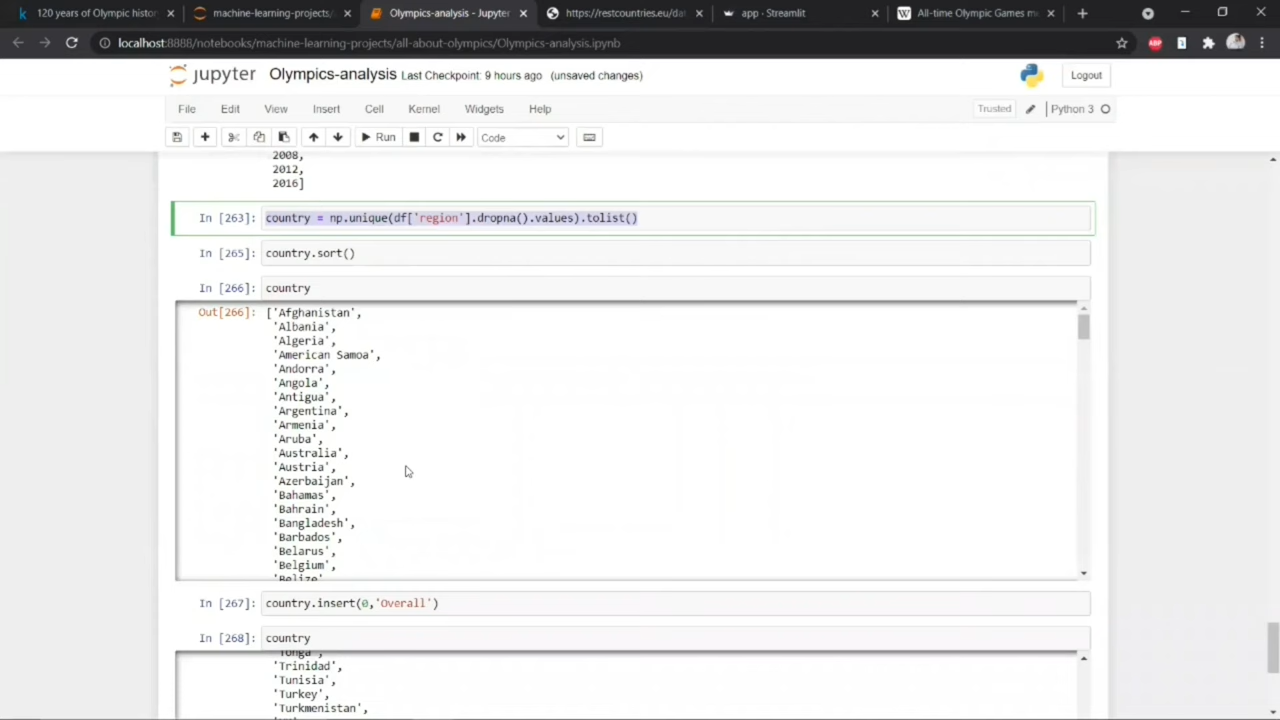 120 years of Olympic histor
machine-learning-projects/
Olympics-analysis - Jupyter
https://restcountries.eu/dat
app · Streamlit
All-time Olympic Games me
localhost:8888/notebooks/machine-learning-projects/all-about-olympics/Olympics-analysis.ipynb
ABP
jupyter Olympics-analysis Last Checkpoint: 9 hours ago (unsaved changes)
Logout
File Edit View Insert Cell Kernel Widgets Help
Trusted
Python 3
Run
Code
2008,
2012,
2016]
In [263]: country = np.unique(df['region'].dropna().values).tolist()
In [265]: country.sort()
In [266]: country
Out[266]: ['Afghanistan',
'Albania',
'Algeria',
'American Samoa',
'Andorra',
'Angola',
'Antigua',
'Argentina',
'Armenia',
'Aruba',
'Australia',
'Austria',
'Azerbaijan',
'Bahamas',
'Bahrain',
'Bangladesh',
'Barbados',
'Belarus',
'Belgium',
'Belize'
In [267]: country.insert(0,'Overall')
In [268]: country
'Tonga',
'Trinidad',
'Tunisia',
'Turkey',
'Turkmenistan',